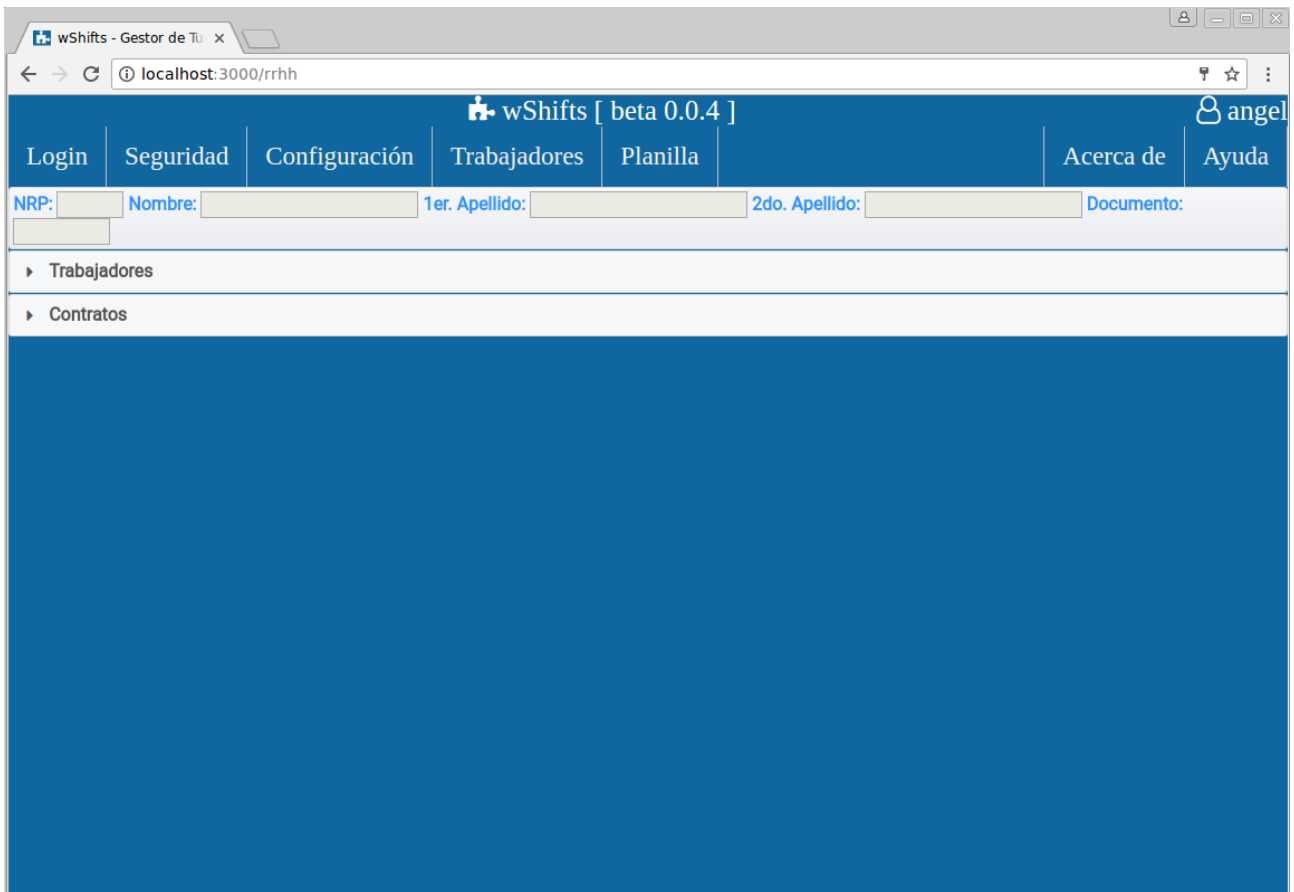 wShifts - Gestor de Tu
localhost:3000/rrhh
wShifts [ beta 0.0.4 ] angel
Login Seguridad Configuración Trabajadores Planilla Acerca de Ayuda
NRP: Nombre: 1er. Apellido: 2do. Apellido: Documento:
Trabajadores
Contratos